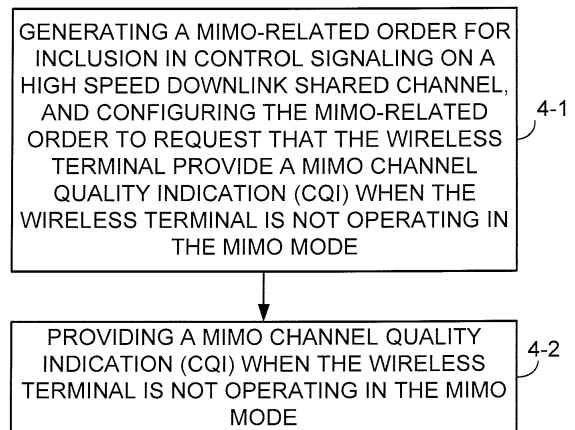 GENERATING A MIMO-RELATED ORDER FOR
INCLUSION IN CONTROL SIGNALING ON A
HIGH SPEED DOWNLINK SHARED CHANNEL,
AND CONFIGURING THE MIMO-RELATED
ORDER TO REQUEST THAT THE WIRELESS
TERMINAL PROVIDE A MIMO CHANNEL
QUALITY INDICATION (CQI) WHEN THE
WIRELESS TERMINAL IS NOT OPERATING IN
THE MIMO MODE
4-1
PROVIDING A MIMO CHANNEL QUALITY
INDICATION (CQI) WHEN THE WIRELESS
TERMINAL IS NOT OPERATING IN THE MIMO
MODE
4-2